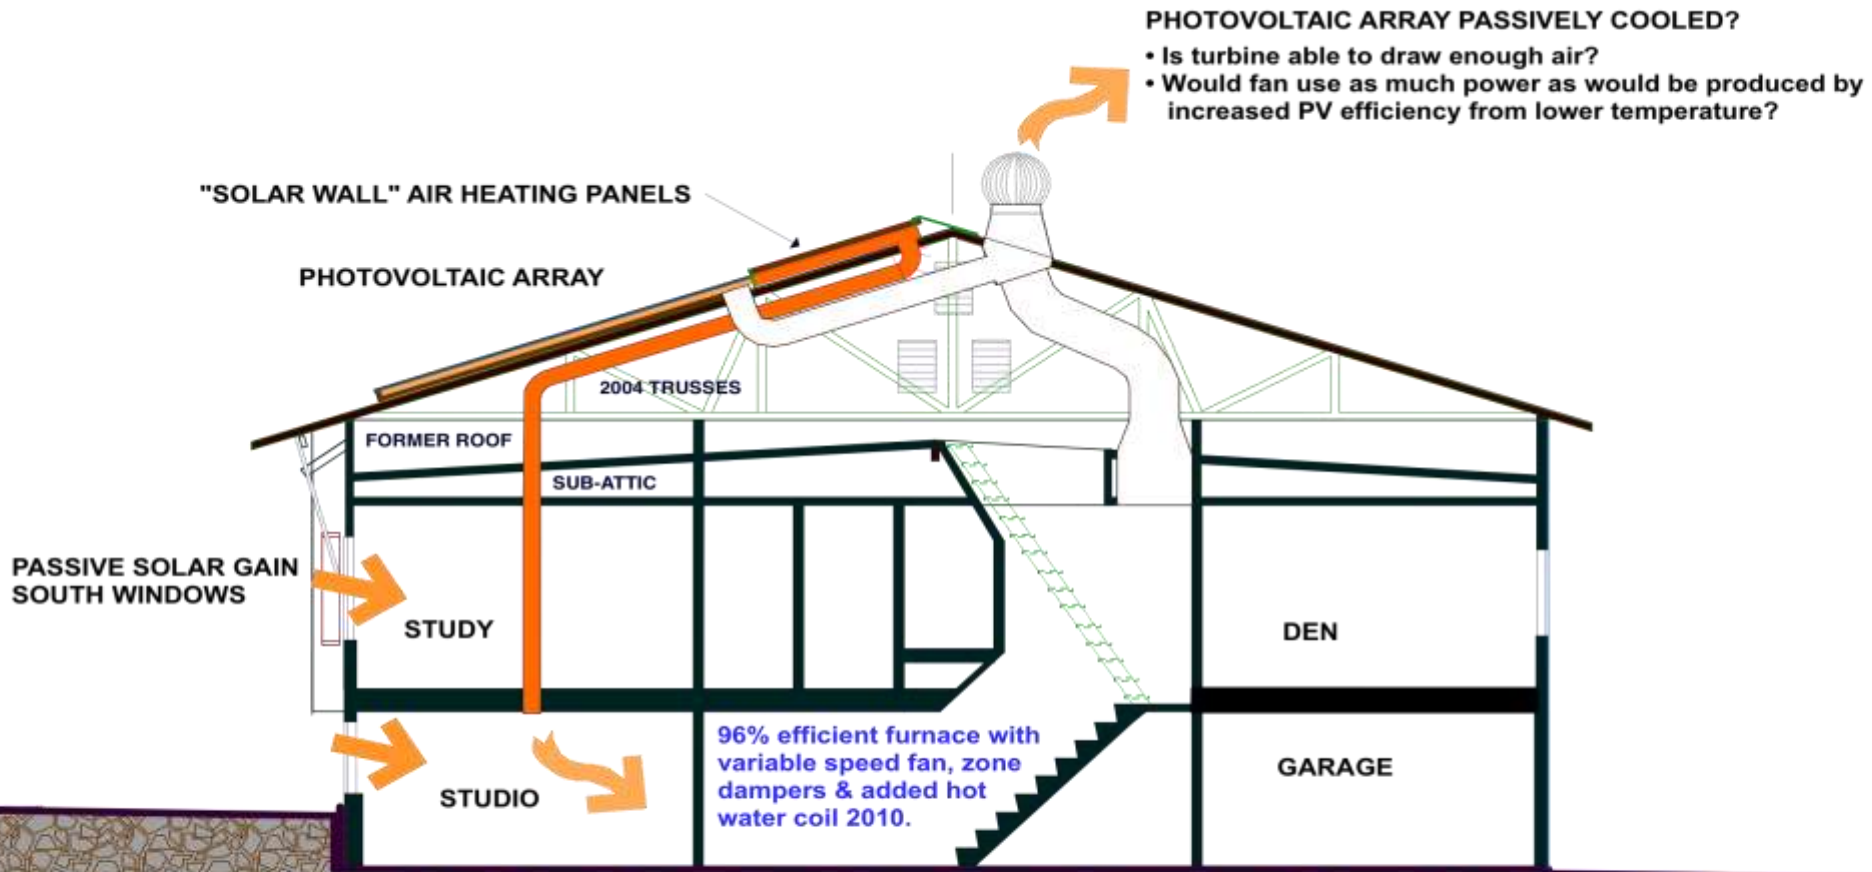 PHOTOVOLTAIC ARRAY PASSIVELY COOLED?
• Is turbine able to draw enough air?
• Would fan use as much power as would be produced by
increased PV efficiency from lower temperature?
"SOLAR WALL" AIR HEATING PANELS
PHOTOVOLTAIC ARRAY
2004 TRUSSES
FORMER ROOF
SUB-ATTIC
PASSIVE SOLAR GAIN
SOUTH WINDOWS
STUDY
DEN
96% efficient furnace with
variable speed fan, zone
dampers & added hot
water coil 2010.
GARAGE
STUDIO